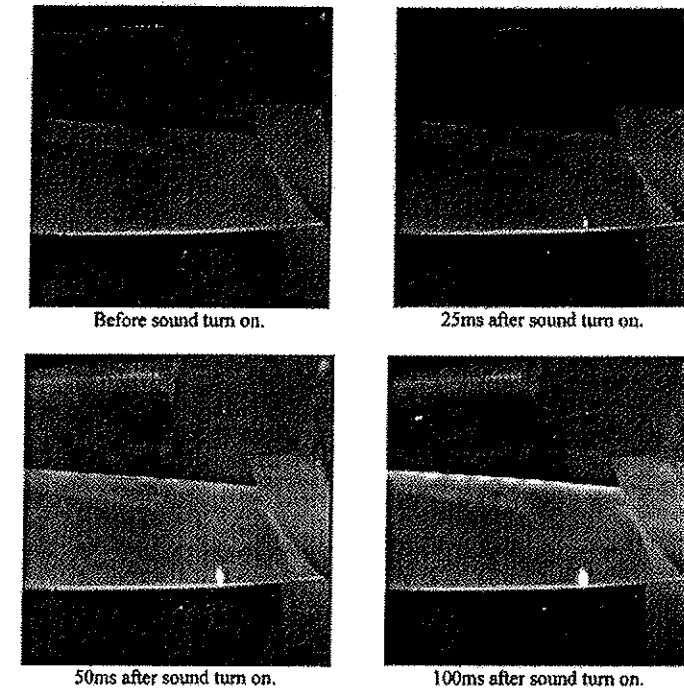 Before sound turn on.
25ms after sound turn on.
50ms after sound turn on.
100ms after sound turn on.